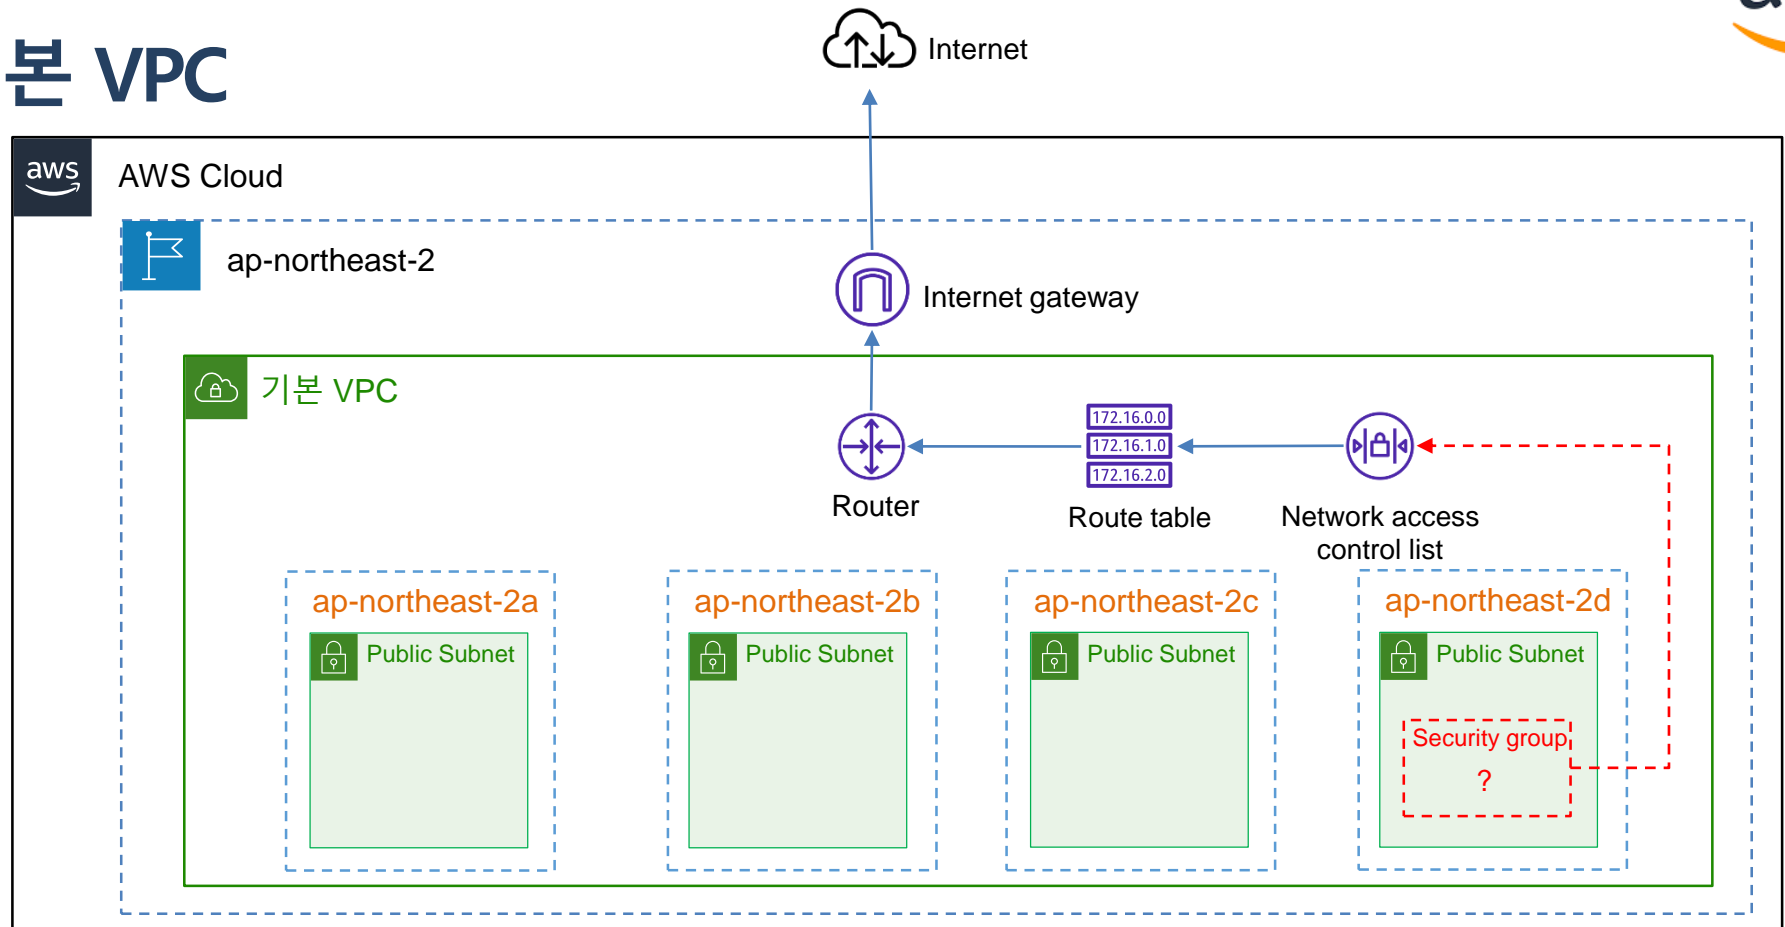 Internet
본 VPC
aws
AWS Cloud
ap-northeast-2
Internet gateway
기본 VPC
172.16.0.0
172.16.1.0
172.16.2.0
Router
Route table
Network access
control list
ap-northeast-2a
ap-northeast-2b
ap-northeast-2c
ap-northeast-2d
Public Subnet
Public Subnet
Public Subnet
Public Subnet
Security group
?